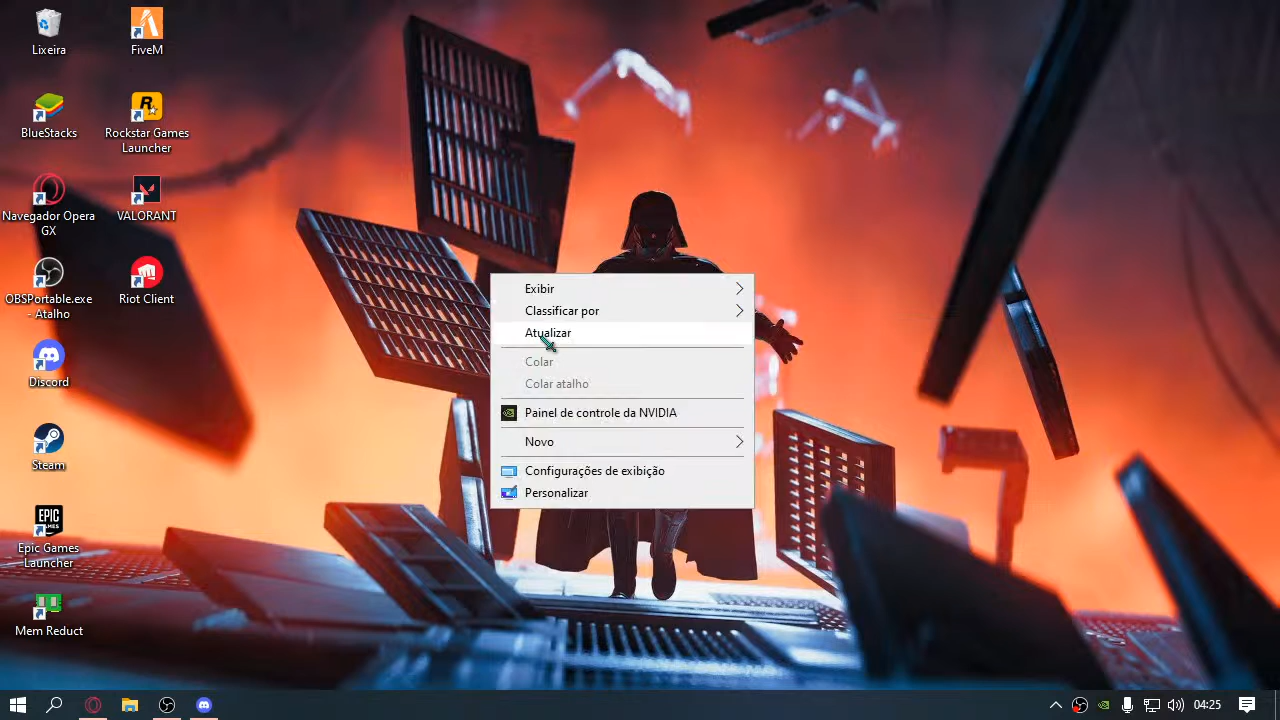 Lixeira
FiveM
BlueStacks
Rockstar Games
Launcher
Navegador Opera
GX
VALORANT
OBSPortable.exe
- Atalho
Riot Client
Discord
Steam
EPIC
GAMES
Epic Games
Launcher
Mem Reduct
Exibir
Classificar por
Atualizar
Colar
Colar atalho
Painel de controle da NVIDIA
Novo
Configurações de exibição
Personalizar
04:25